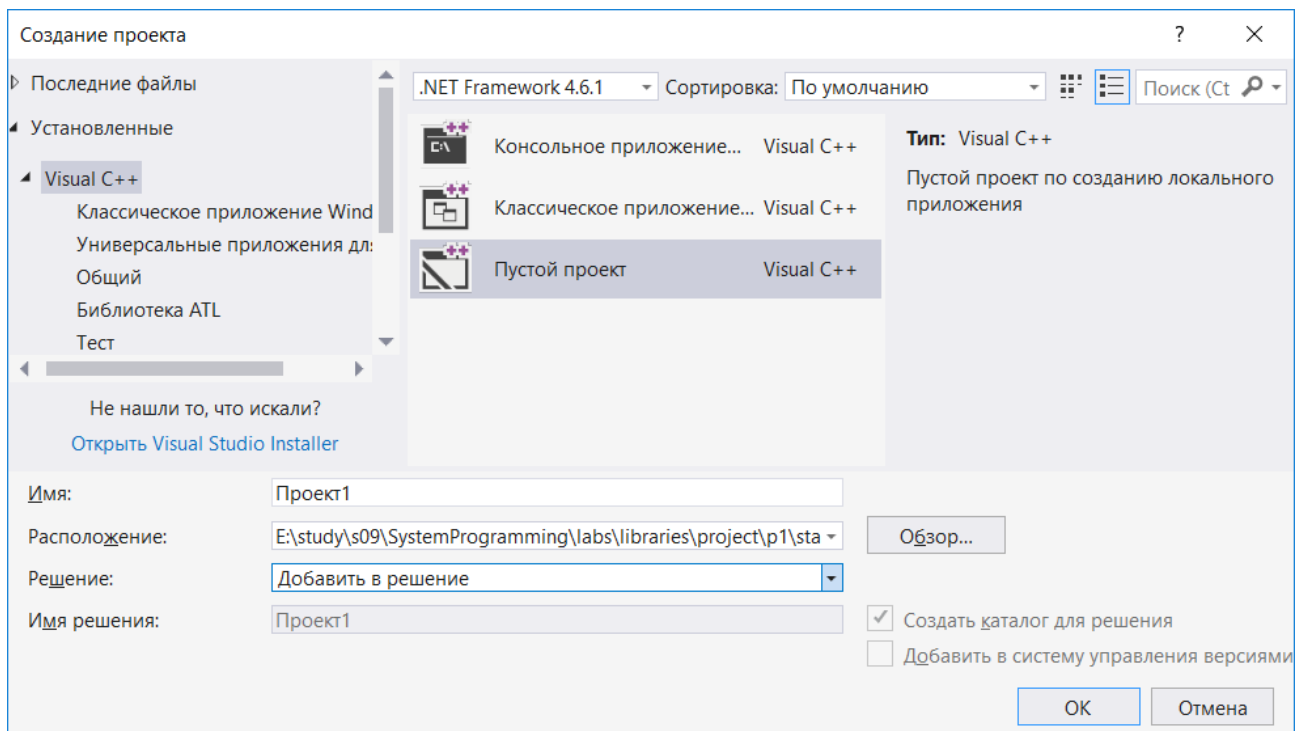 Создание проекта
?
Последние файлы
Установленные
Visual C++
Классическое приложение Wind
Универсальные приложения для
Общий
Библиотека ATL
Тест
Не нашли то, что искали?
Открыть Visual Studio Installer
.NET Framework 4.6.1
Сортировка: По умолчанию
Поиск (Ct
Консольное приложение... Visual C++
Классическое приложение... Visual C++
Пустой проект Visual C++
Тип: Visual C++
Пустой проект по созданию локального
приложения
Имя: Проект1
Расположение: E:\study\s09\SystemProgramming\labs\libraries\project\p1\sta
Обзор...
Решение: Добавить в решение
Имя решения: Проект1
Создать каталог для решения
Добавить в систему управления версиями
ОК Отмена